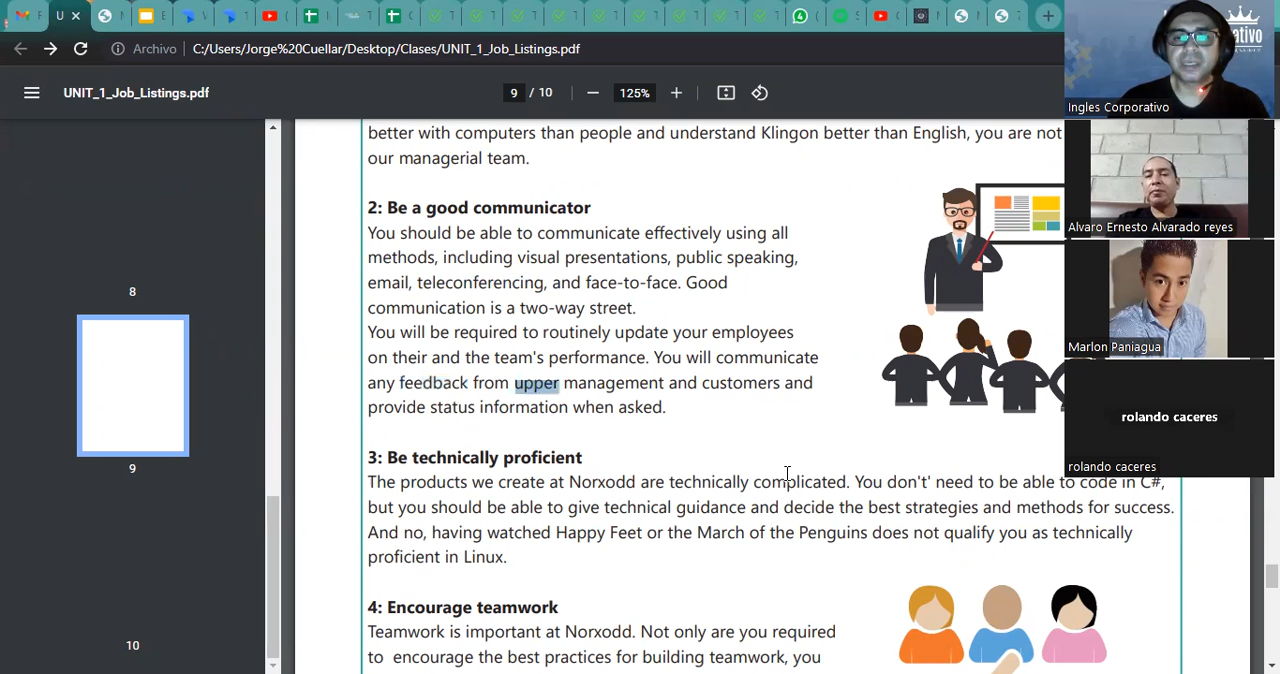 U
C:/Users/Jorge%20Cuellar/Desktop/Clases/UNIT_1_Job_Listings.pdf
Archivo
UNIT_1_Job_Listings.pdf
9 / 10
125%
ativo
Ingles Corporativo
Alvaro Ernesto Alvarado reyes
Marlon Paniagua
rolando caceres
rolando caceres
8
9
10
better with computers than people and understand Klingon better than English, you are not
our managerial team.
2: Be a good communicator
You should be able to communicate effectively using all
methods, including visual presentations, public speaking,
email, teleconferencing, and face-to-face. Good
communication is a two-way street.
You will be required to routinely update your employees
on their and the team's performance. You will communicate
any feedback from upper management and customers and
provide status information when asked.
3: Be technically proficient
The products we create at Norxodd are technically complicated. You don't' need to be able to code in C#,
but you should be able to give technical guidance and decide the best strategies and methods for success.
And no, having watched Happy Feet or the March of the Penguins does not qualify you as technically
proficient in Linux.
4: Encourage teamwork
Teamwork is important at Norxodd. Not only are you required
to encourage the best practices for building teamwork, you